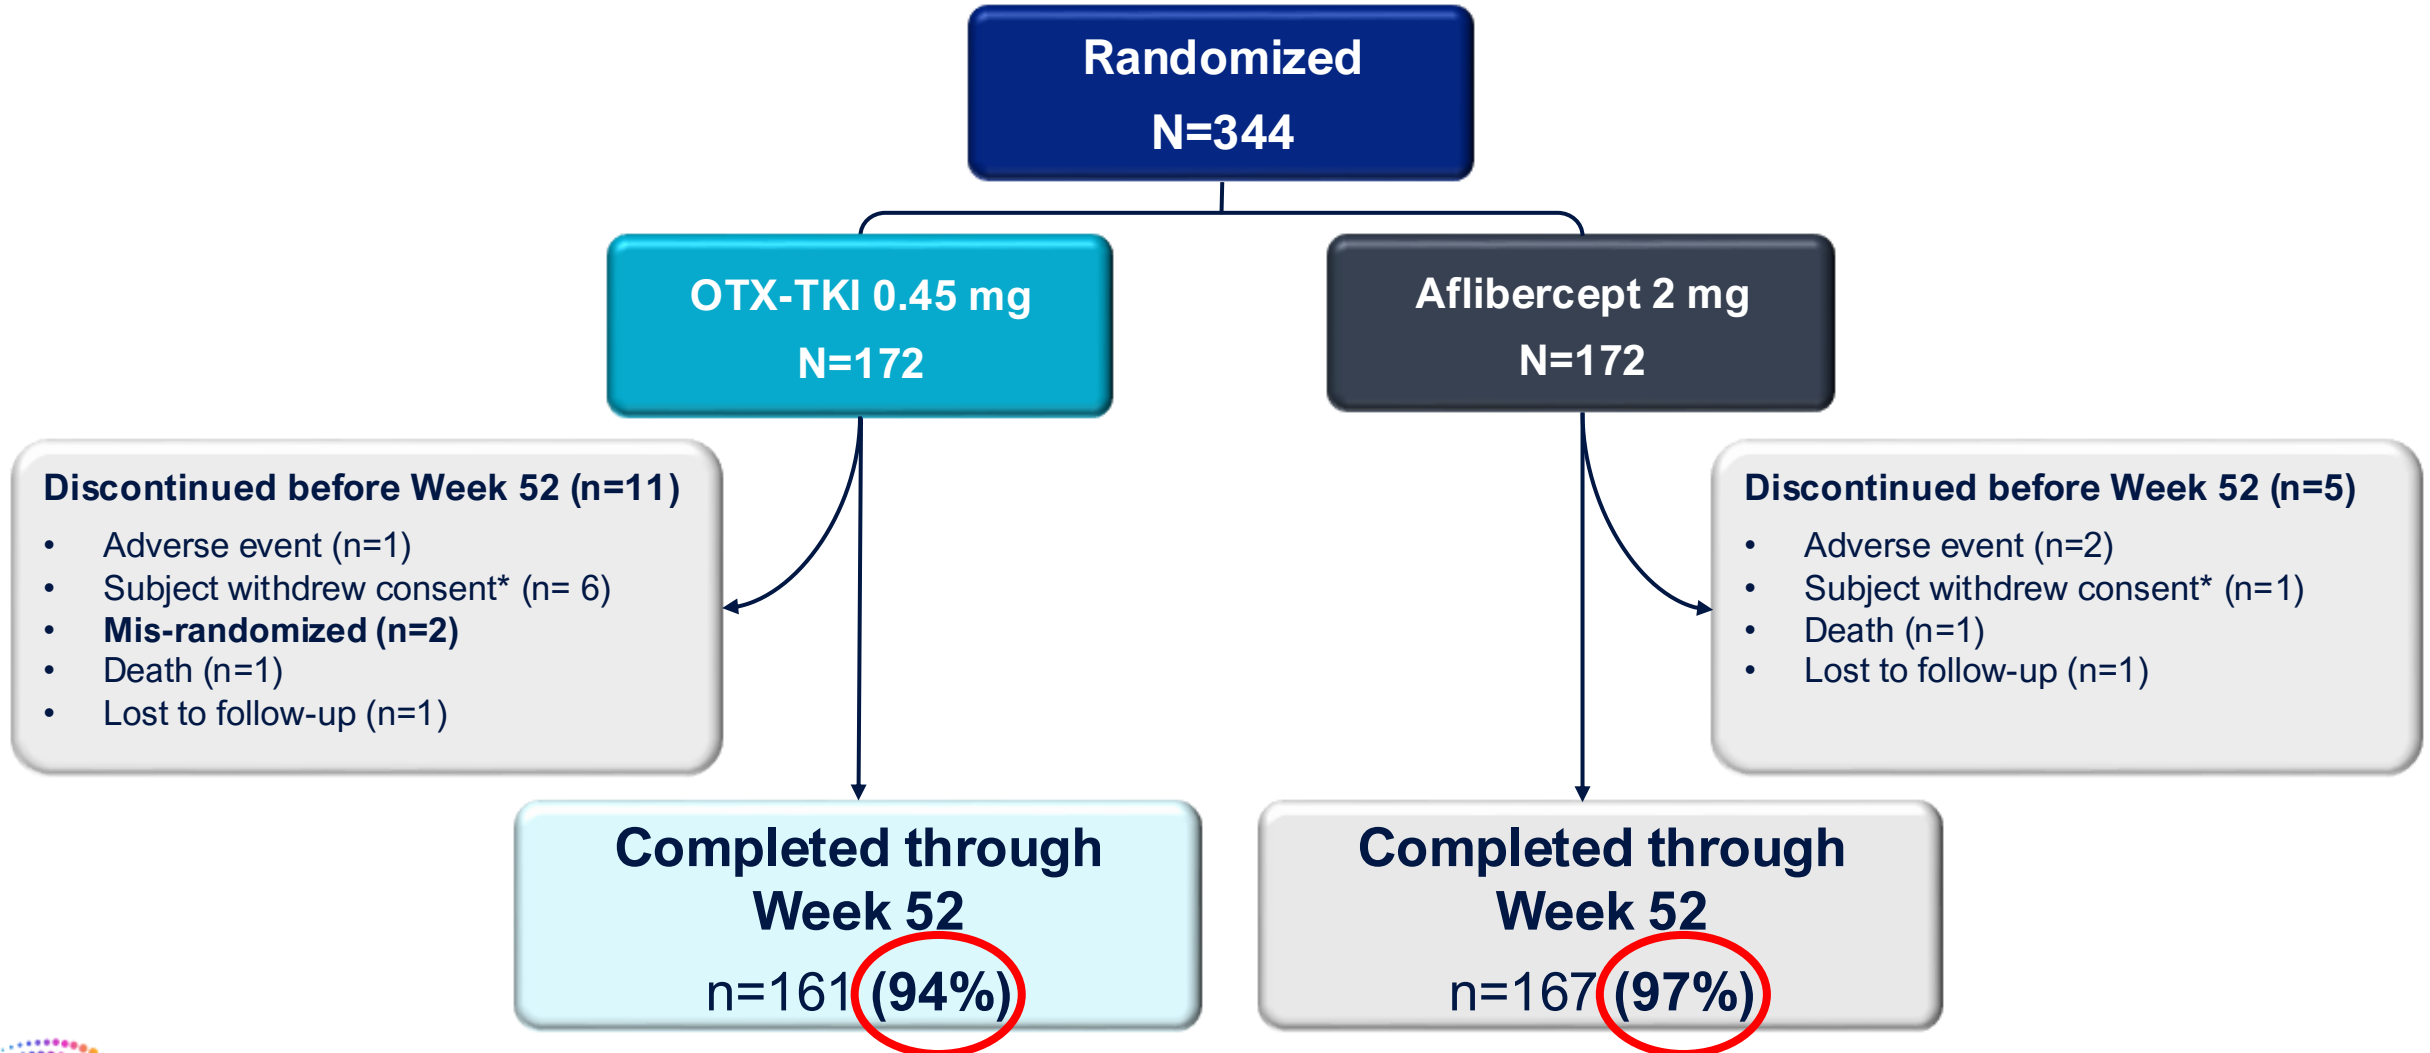 Randomized
N=344
OTX-TKI 0.45 mg
N=172
Aflibercept 2 mg
N=172
Discontinued before Week 52 (n=11)
• Adverse event (n=1)
• Subject withdrew consent* (n= 6)
• Mis-randomized (n=2)
• Death (n=1)
• Lost to follow-up (n=1)
Discontinued before Week 52 (n=5)
• Adverse event (n=2)
• Subject withdrew consent* (n=1)
• Death (n=1)
• Lost to follow-up (n=1)
Completed through
Week 52
n=161 (94%)
Completed through
Week 52
n=167 (97%)